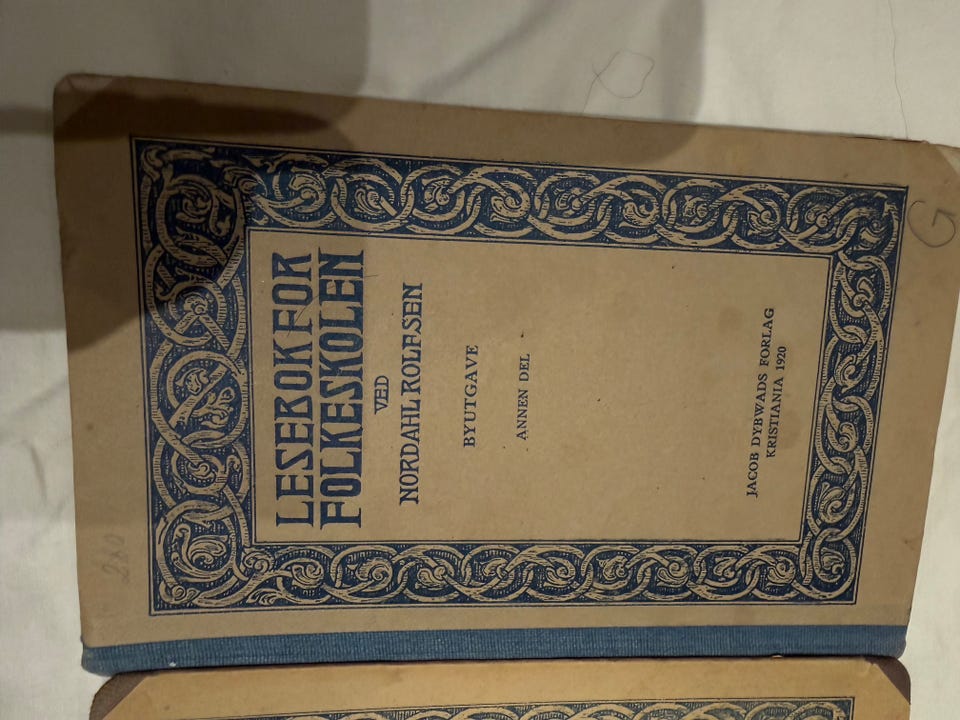 LESEBOK FOR
FOLKESKOLEN
VED
NORDAHL ROLFSEN
BYUTGAVE
ANNEN DEL
JACOB DYBWADS FORLAG
KRISTIANIA 1920
G